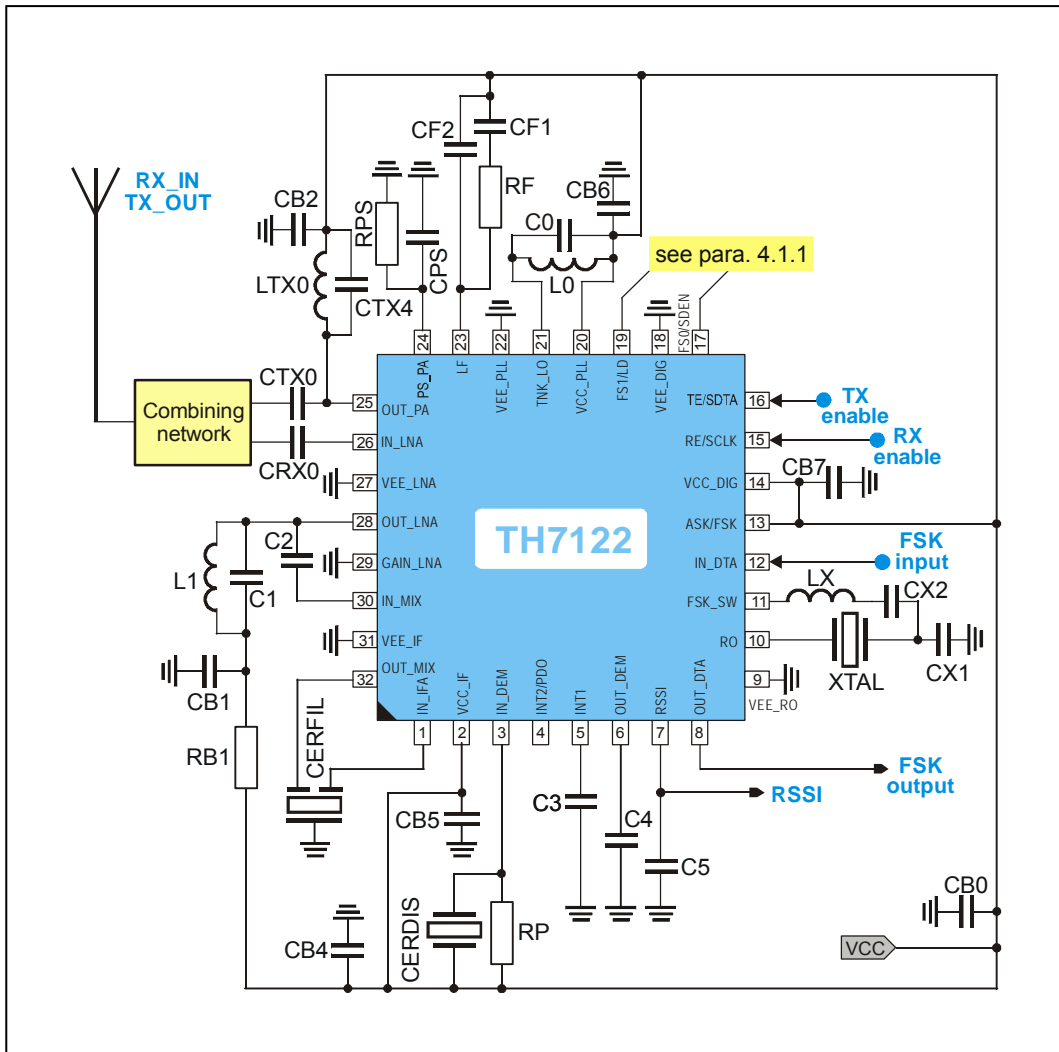 CF2
CF1
RX_IN
TX_OUT
CB2
RPS
CPS
RF
CB6
C0
L0
see para. 4.1.1
LTX0
CTX4
24
23
22
21
20
19
18
17
FS0/SDEN
PS_PA
LF
VEE_PLL
TNK_LO
VCC_PLL
FS1/LD
VEE_DIG
CTX0
Combining
network
CRX0
25
OUT_PA
26
IN_LNA
27
VEE_LNA
28
OUT_LNA
29
GAIN_LNA
30
IN_MIX
31
VEE_IF
32
OUT_MIX
TE/SDTA
16
TX
enable
RE/SCLK
15
RX
enable
VCC_DIG
14
CB7
ASK/FSK
13
IN_DTA
12
FSK
input
FSK_SW
11
LX
CX2
RO
10
XTAL
CX1
9
VEE_RO
TH7122
C2
L1
C1
CB1
RB1
CERFIL
IN_IFA
VCC_IF
IN_DEM
INT2/PDO
INT1
OUT_DEM
RSSI
OUT_DTA
1
2
3
4
5
6
7
8
FSK
output
RSSI
CB5
C3
C4
C5
CB4
CERDIS
RP
CB0
VCC